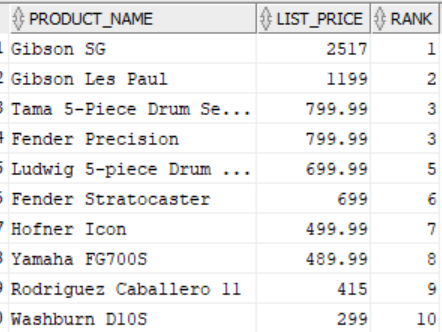 PRODUCT_NAME LIST_PRICE RANK
1 Gibson SG 2517 1
2 Gibson Les Paul 1199 2
3 Tama 5-Piece Drum Se... 799.99 3
4 Fender Precision 799.99 3
5 Ludwig 5-piece Drum ... 699.99 5
6 Fender Stratocaster 699 6
7 Hofner Icon 499.99 7
8 Yamaha FG700S 489.99 8
9 Rodriguez Caballero 11 415 9
0 Washburn D10S 299 10